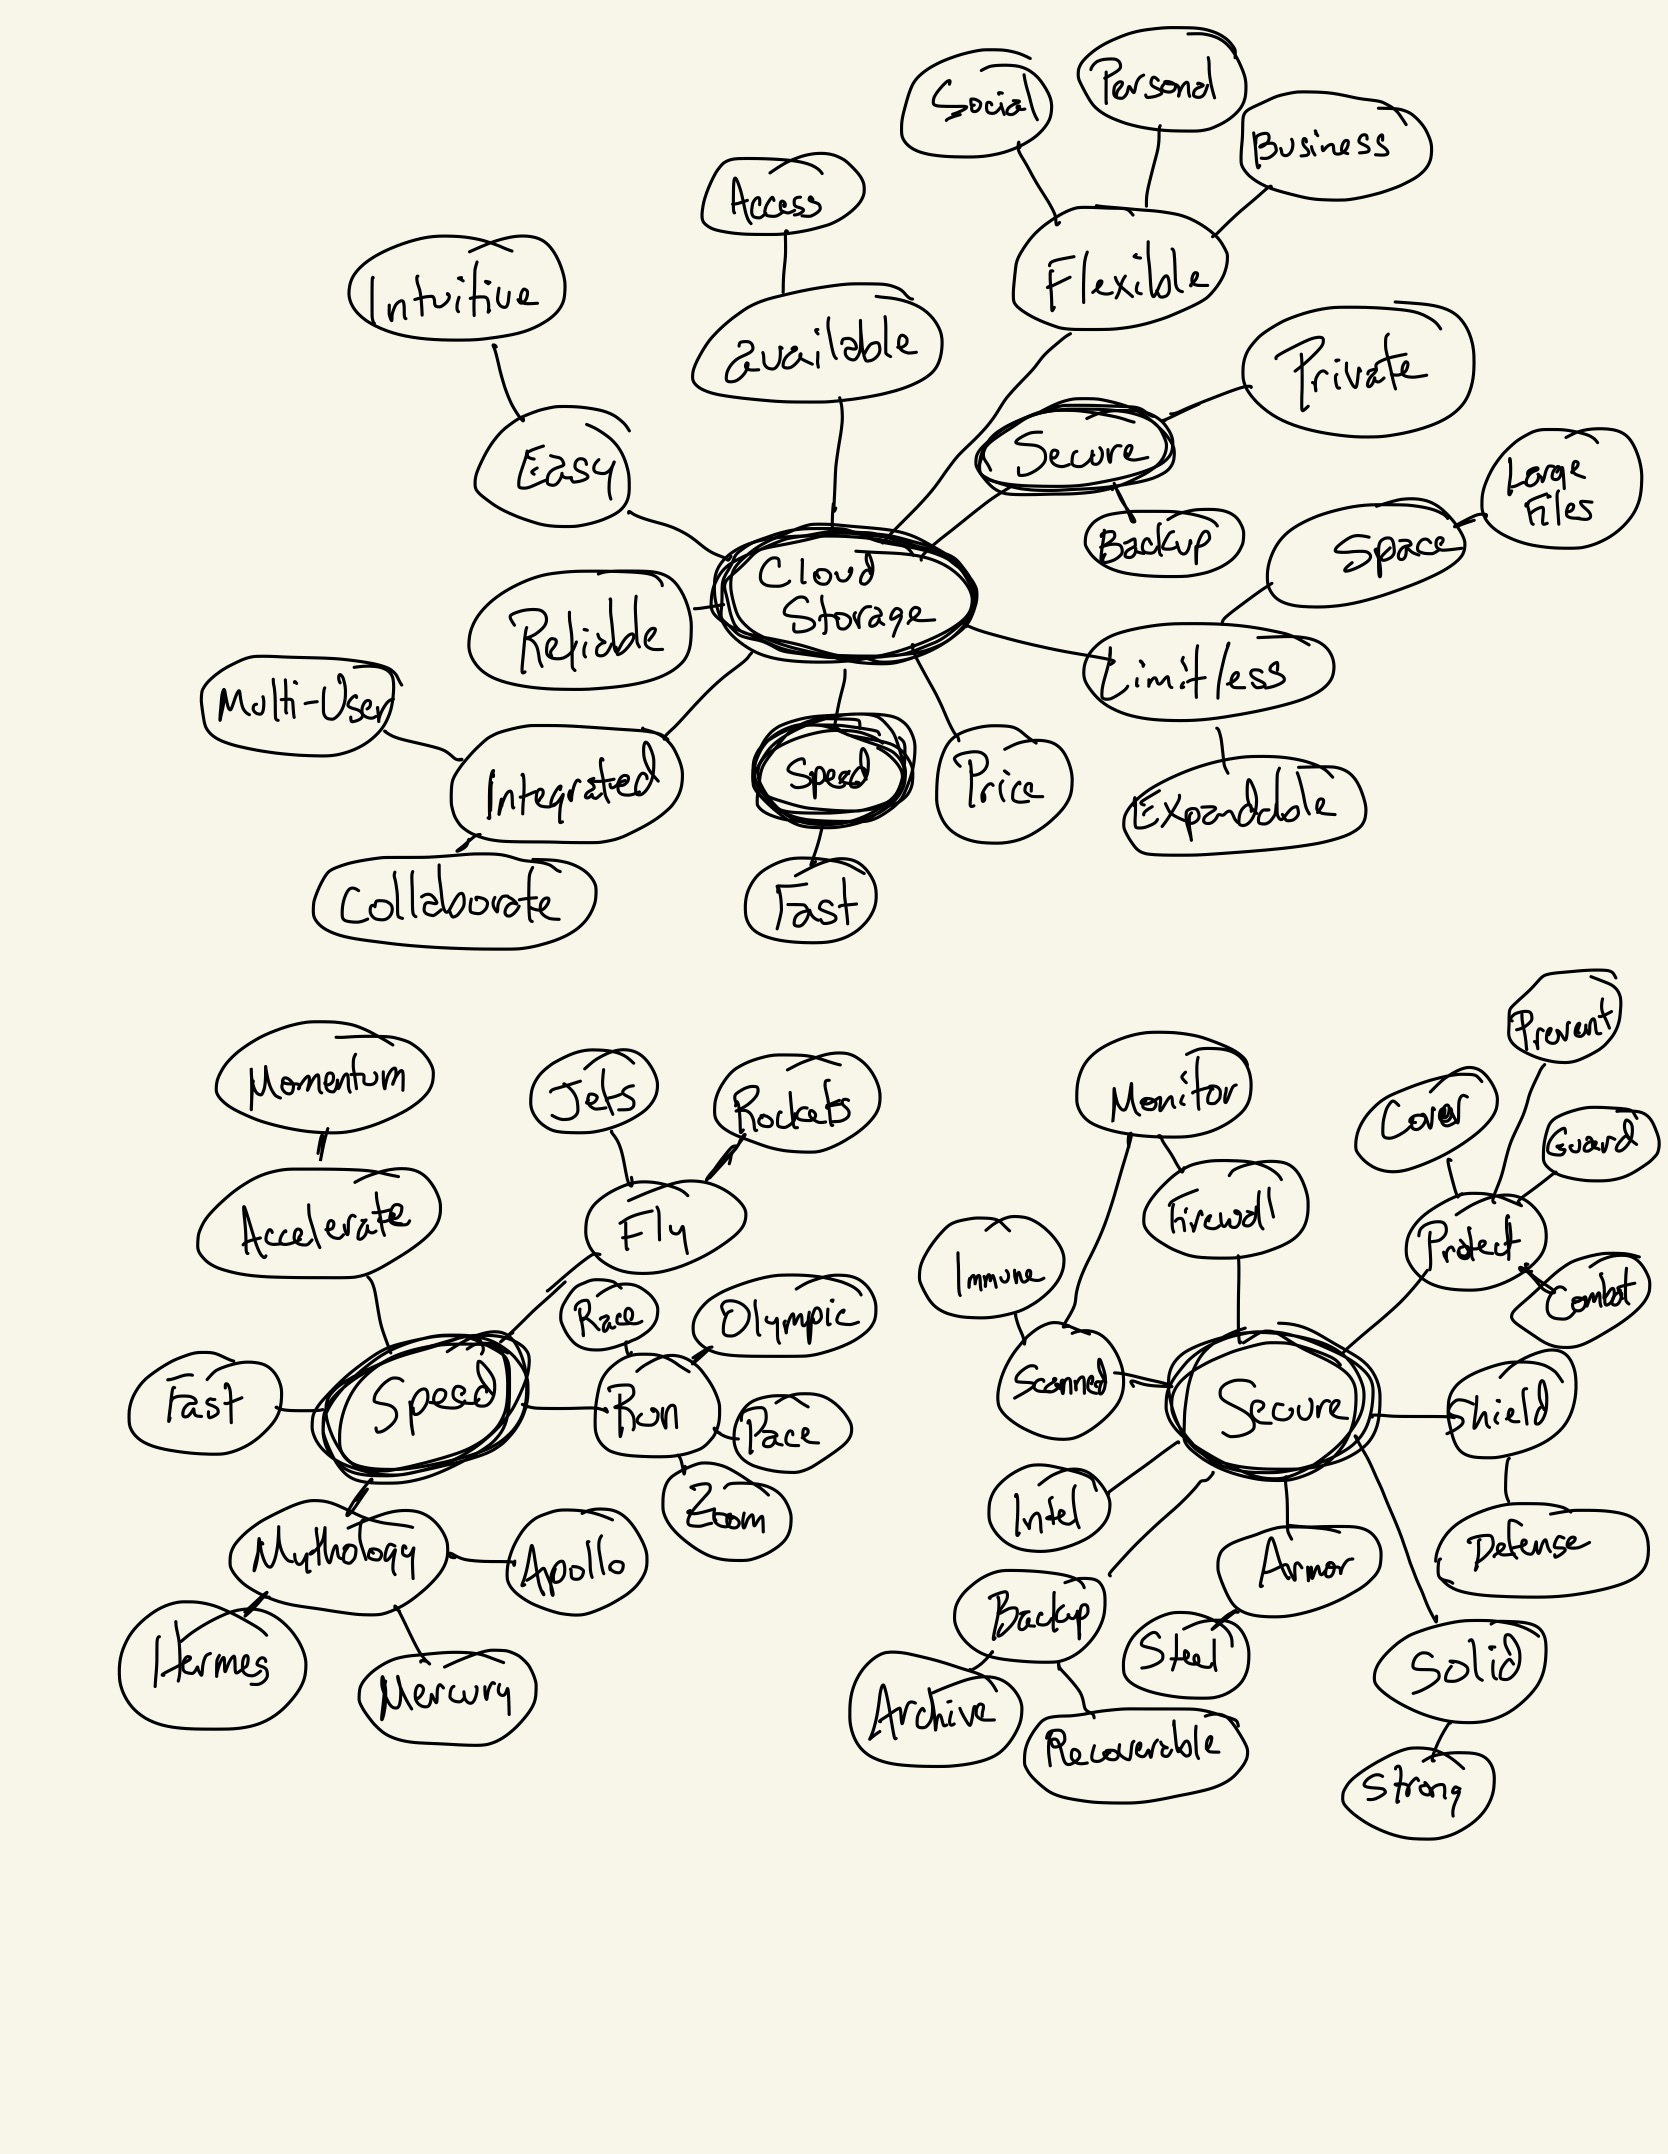 Social
Personal
Business
Access
Flexible
Intuitive
available
Private
Easy
Secure
Large
Files
Backup
Space
Cloud
Storage
Reliable
Limitless
Multi-User
Integrated
Speed
Price
Expandable
Collaborate
Fast
Momentum
Accelerate
Jets
Rockets
Fly
Race
Olympic
Fast
Speed
Run
Pace
Zoom
Mythology
Apollo
Hermes
Mercury
Prevent
Monitor
Cover
Guard
Firewall
Protect
Immune
Combat
Scanned
Secure
Shield
Intel
Defense
Armor
Backup
Steel
Solid
Archive
Recoverable
Strong